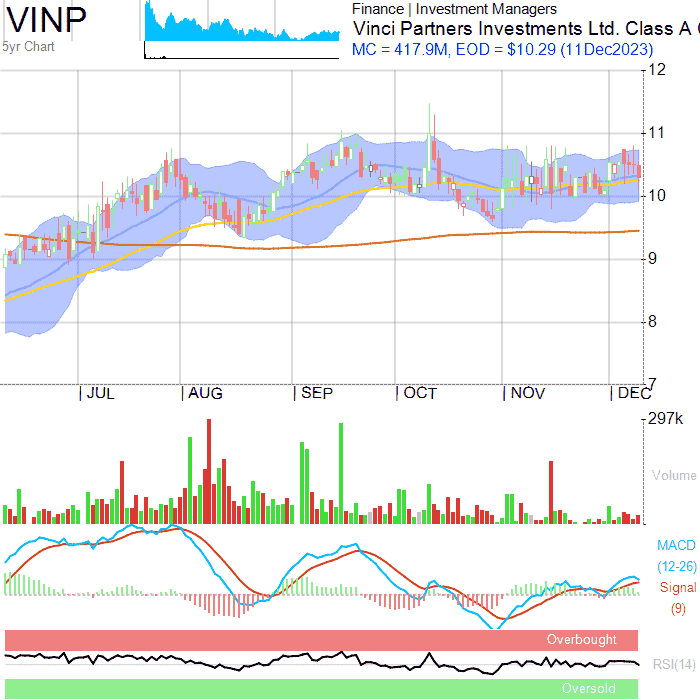 VINP
5yr Chart
Finance | Investment Managers
Vinci Partners Investments Ltd. Class A
MC = 417.9M, EOD = $10.29 (11Dec2023)
12
11
10
9
8
7
JUL
AUG
SEP
OCT
NOV
DEC
297k
Volume
MACD
(12-26)
Signal
(9)
Overbought
RSI(14)
Oversold